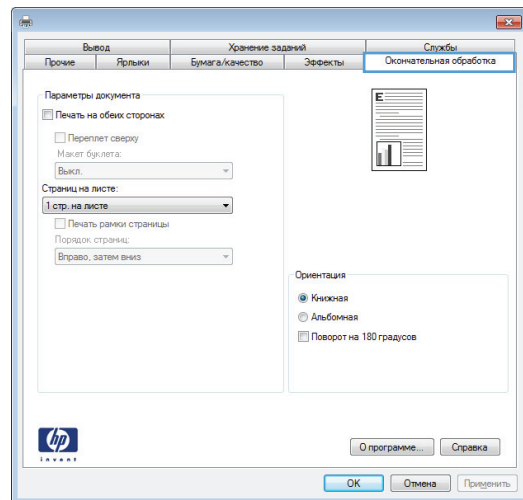 Вывод Хранение заданий Службы
Прочие Ярлыки Бумага/качество Эффекты Окончательная обработка
Параметры документа
Печать на обеих сторонах
Переплет сверху
Макет буклета:
Выкл.
Страниц на листе:
1 стр. на листе
Печать рамки страницы
Порядок страниц:
Вправо, затем вниз
E
Ориентация
Книжная
Альбомная
Поворот на 180 градусов
hp
invent
О программе... Справка
OK Отмена Применить